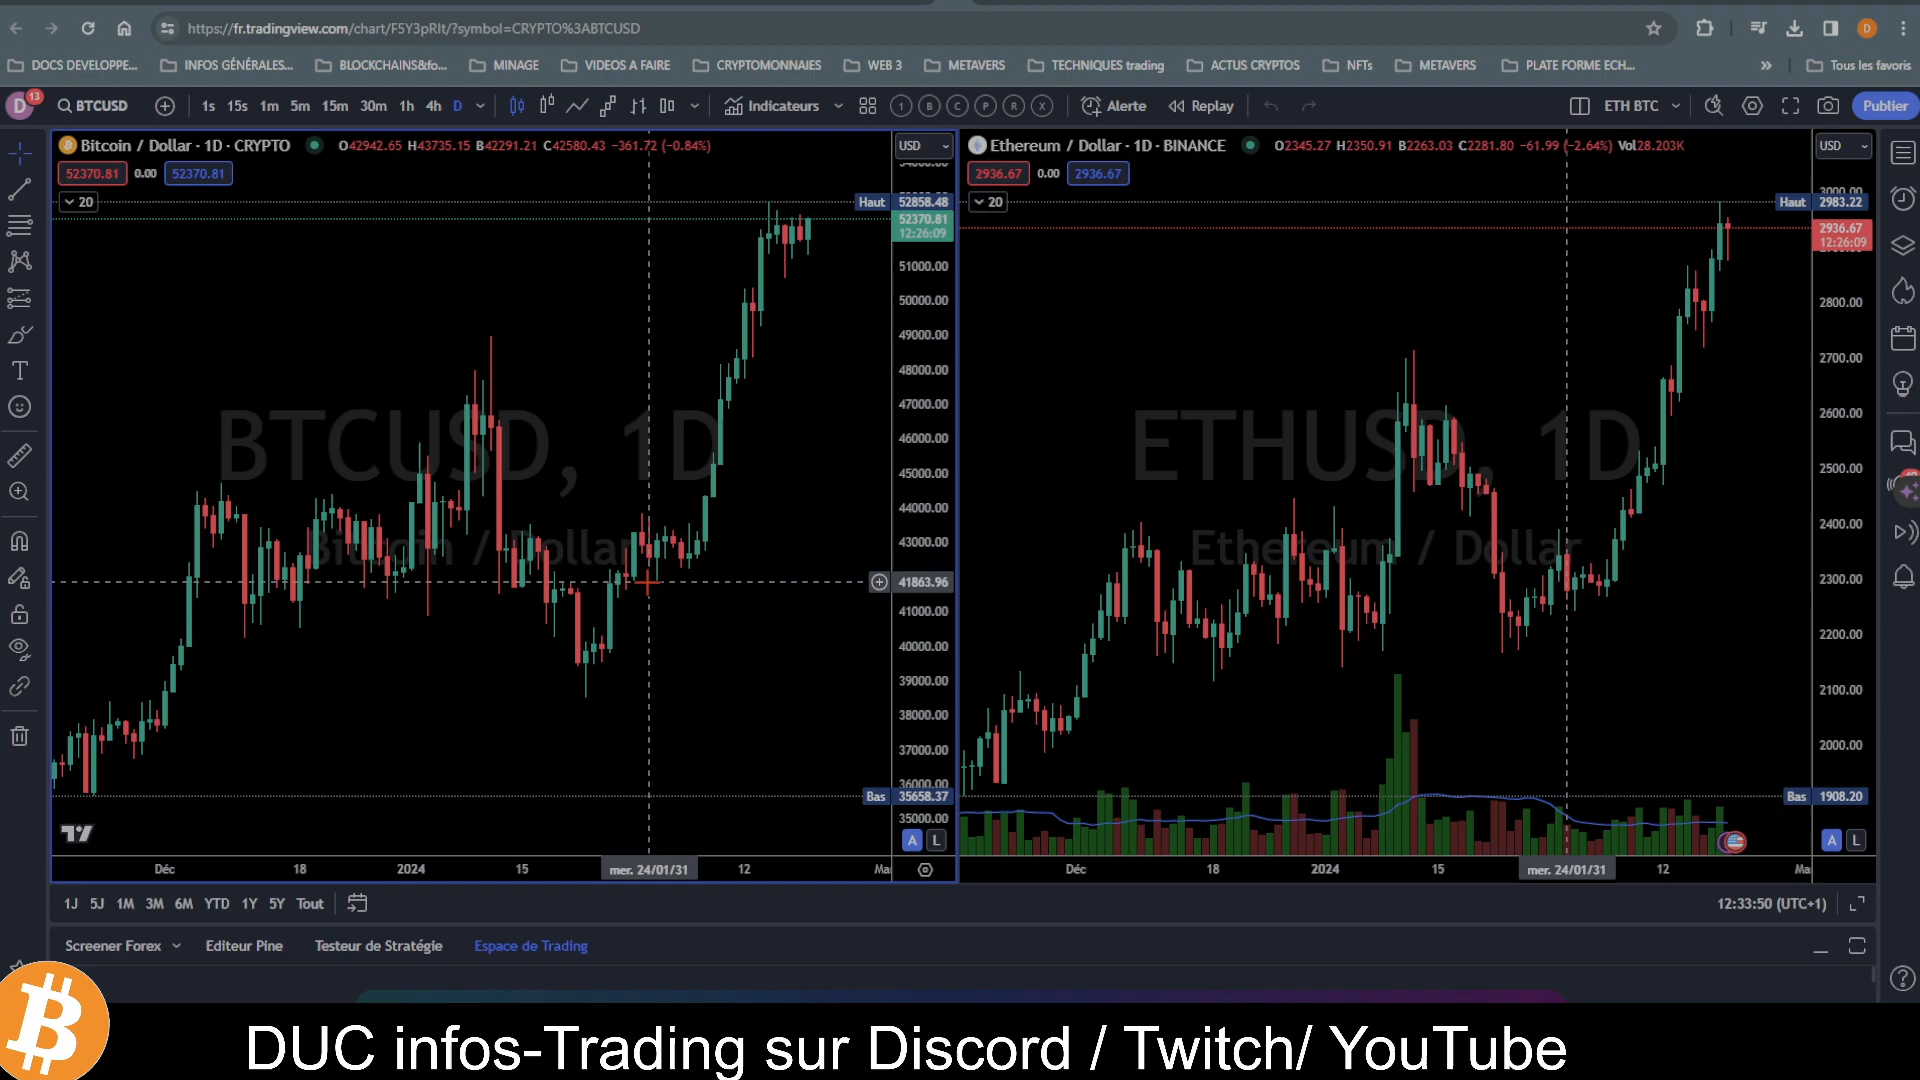 https://fr.tradingview.com/chart/F5Y3pRlt/?symbol=CRYPTO%3ABTCUSD
D
DOCS DEVELOPPE... INFOS GÉNÉRALES... BLOCKCHAINS&fo... MINAGE VIDEOS A FAIRE CRYPTOMONNAIES WEB 3 METAVERS TECHNIQUES trading ACTUS CRYPTOS NFTs METAVERS PLATE FORME ECH... » Tous les favoris
D 13 BTCUSD 1s 15s 1m 5m 15m 30m 1h 4h D Indicateurs 1 B C P R X Alerte Replay ETH BTC Publier
Bitcoin / Dollar · 1D · CRYPTO O42942.65 H43735.15 B42291.21 C42580.43 -361.72 (-0.84%) USD
52370.81 0.00 52370.81
20
Haut 52858.48
52370.81
12:26:09
51000.00
50000.00
49000.00
48000.00
47000.00
46000.00
45000.00
44000.00
43000.00
41863.96
41000.00
40000.00
39000.00
38000.00
37000.00
36000.00
Bas 35658.37
35000.00
A L
BTCUSD, 1D
Bitcoin / Dollar
Déc 18 2024 15 mer. 24/01/31 12 Ma
Ethereum / Dollar · 1D · BINANCE O2345.27 H2350.91 B2263.03 C2281.80 -61.99 (-2.64%) Vol28.203K USD
2936.67 0.00 2936.67
20
3000.00
Haut 2983.22
2936.67
12:26:09
2800.00
2700.00
2600.00
2500.00
2400.00
2300.00
2200.00
2100.00
2000.00
Bas 1908.20
A L
ETHUSD, 1D
Ethereum / Dollar
Déc 18 2024 15 mer. 24/01/31 12 Ma
1J 5J 1M 3M 6M YTD 1Y 5Y Tout 12:33:50 (UTC+1)
Screener Forex Editeur Pine Testeur de Stratégie Espace de Trading
DUC infos-Trading sur Discord / Twitch/ YouTube